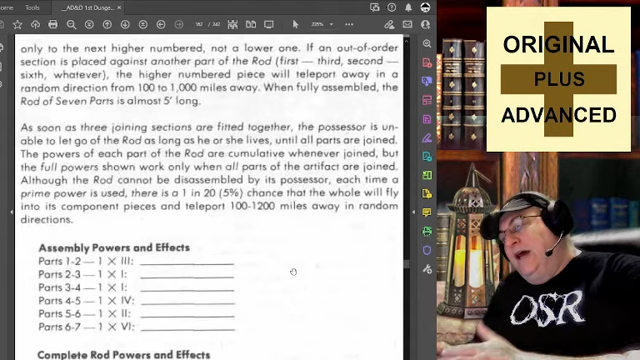 Home Tools _AD&D 1st Dunge...
182 / 242
235%
only to the next higher numbered, not a lower one. If an out-of-order
section is placed against another part of the Rod (first — third, second —
sixth, whatever), the higher numbered piece will teleport away in a
random direction from 100 to 1,000 miles away. When fully assembled, the
Rod of Seven Parts is almost 5' long.
As soon as three joining sections are fitted together, the possessor is un-
able to let go of the Rod as long as he or she lives, until all parts are joined.
The powers of each part of the Rod are cumulative whenever joined, but
the full powers shown work only when all parts of the artifact are joined.
Although the Rod cannot be disassembled by its possessor, each time a
prime power is used, there is a 1 in 20 (5%) chance that the whole will fly
into its component pieces and teleport 100-1200 miles away in random
directions.
Assembly Powers and Effects
Parts 1-2 — 1 X III:
Parts 2-3 — 1 X I:
Parts 3-4 — 1 X I:
Parts 4-5 — 1 X IV:
Parts 5-6 — 1 X II:
Parts 6-7 — 1 X VI:
Complete Rod Powers and Effects
ORIGINAL
PLUS
ADVANCED
OSR